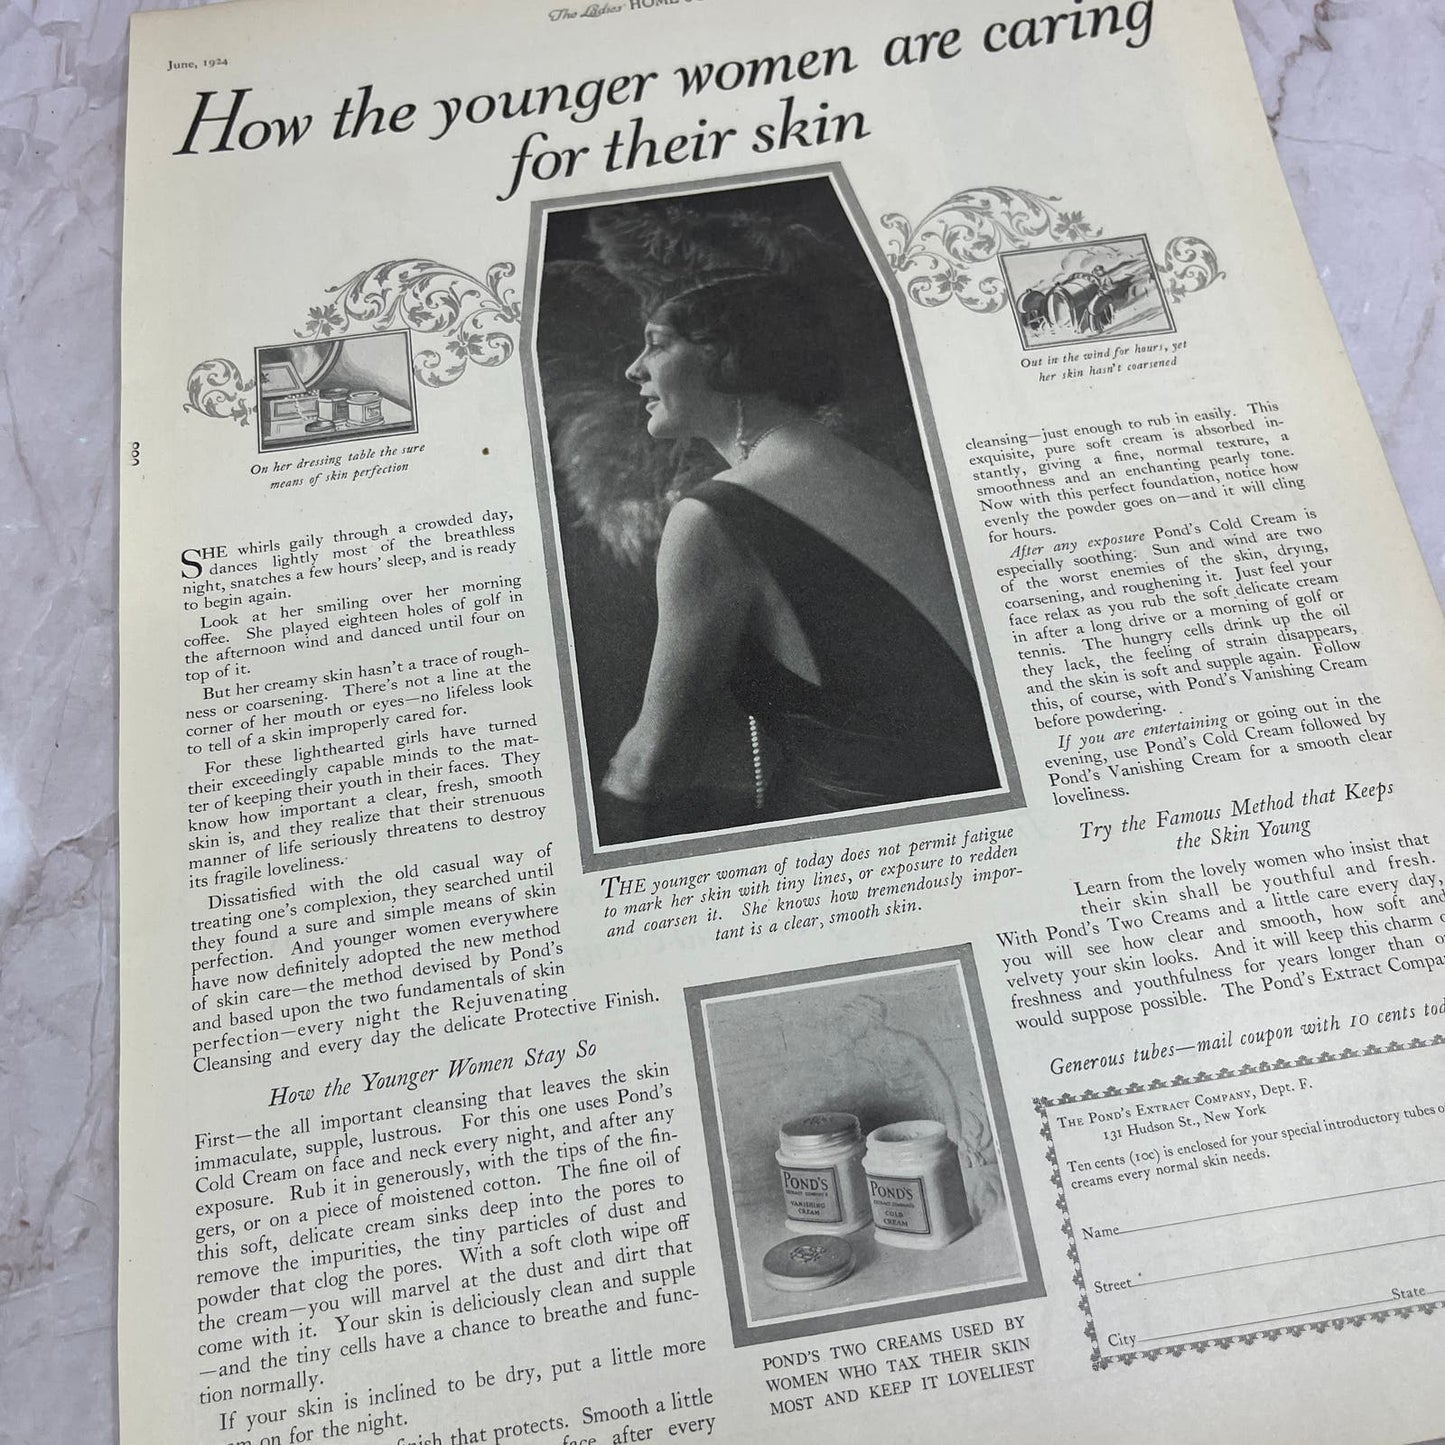 The Ladies' HOME
June, 1924
How the younger women are caring
for their skin
On her dressing table the sure
means of skin perfection
Out in the wind for hours, yet
her skin hasn't coarsened
SHE whirls gaily through a crowded day,
dances lightly most of the breathless
night, snatches a few hours' sleep, and is ready
to begin again.
Look at her smiling over her morning
coffee. She played eighteen holes of golf in
the afternoon wind and danced until four on
top of it.
But her creamy skin hasn't a trace of rough-
ness or coarsening. There's not a line at the
corner of her mouth or eyes—no lifeless look
to tell of a skin improperly cared for.
For these lighthearted girls have turned
their exceedingly capable minds to the mat-
ter of keeping their youth in their faces. They
know how important a clear, fresh, smooth
skin is, and they realize that their strenuous
manner of life seriously threatens to destroy
its fragile loveliness.
Dissatisfied with the old casual way of
treating one's complexion, they searched until
they found a sure and simple means of skin
perfection. And younger women everywhere
have now definitely adopted the new method
of skin care—the method devised by Pond's
and based upon the two fundamentals of skin
perfection—every night the Rejuvenating
Cleansing and every day the delicate Protective Finish.
How the Younger Women Stay So
First—the all important cleansing that leaves the skin
immaculate, supple, lustrous. For this one uses Pond's
Cold Cream on face and neck every night, and after any
exposure. Rub it in generously, with the tips of the fin-
gers, or on a piece of moistened cotton. The fine oil of
this soft, delicate cream sinks deep into the pores to
remove the impurities, the tiny particles of dust and
powder that clog the pores. With a soft cloth wipe off
the cream—you will marvel at the dust and dirt that
come with it. Your skin is deliciously clean and supple
—and the tiny cells have a chance to breathe and func-
tion normally.
If your skin is inclined to be dry, put a little more
on for the night.
that protects. Smooth a little
face after every
THE younger woman of today does not permit fatigue
to mark her skin with tiny lines, or exposure to redden
and coarsen it. She knows how tremendously impor-
tant is a clear, smooth skin.
POND'S
EXTRACT COMPANY'S
VANISHING
CREAM
POND'S
EXTRACT COMPANY'S
COLD
CREAM
POND'S TWO CREAMS USED BY
WOMEN WHO TAX THEIR SKIN
MOST AND KEEP IT LOVELIEST
cleansing—just enough to rub in easily. This
exquisite, pure soft cream is absorbed in-
stantly, giving a fine, normal texture, a
smoothness and an enchanting pearly tone.
Now with this perfect foundation, notice how
evenly the powder goes on—and it will cling
for hours.
After any exposure Pond's Cold Cream is
especially soothing. Sun and wind are two
of the worst enemies of the skin, drying,
coarsening, and roughening it. Just feel your
face relax as you rub the soft delicate cream
in after a long drive or a morning of golf or
tennis. The hungry cells drink up the oil
they lack, the feeling of strain disappears,
and the skin is soft and supple again. Follow
this, of course, with Pond's Vanishing Cream
before powdering.
If you are entertaining or going out in the
evening, use Pond's Cold Cream followed by
Pond's Vanishing Cream for a smooth clear
loveliness.
Try the Famous Method that Keeps
the Skin Young
Learn from the lovely women who insist that
their skin shall be youthful and fresh.
With Pond's Two Creams and a little care every day,
you will see how clear and smooth, how soft and
velvety your skin looks. And it will keep this charm
freshness and youthfulness for years longer than
would suppose possible. The Pond's Extract
Generous tubes—mail coupon with 10 cents
THE POND'S EXTRACT COMPANY, Dept. F.
131 Hudson St., New York
Ten cents (10c) is enclosed for your special introductory tubes
creams every normal skin needs.
Name
Street
City State